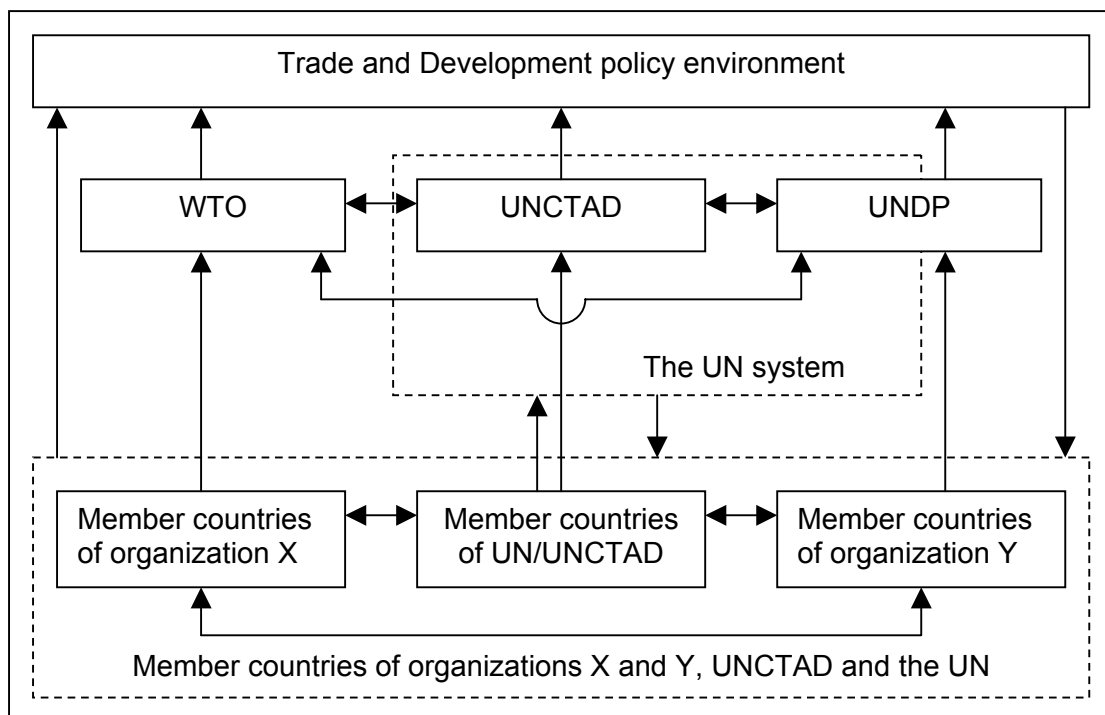 Trade and Development policy environment
WTO
UNCTAD
UNDP
The UN system
Member countries
of organization X
Member countries
of UN/UNCTAD
Member countries
of organization Y
Member countries of organizations X and Y, UNCTAD and the UN